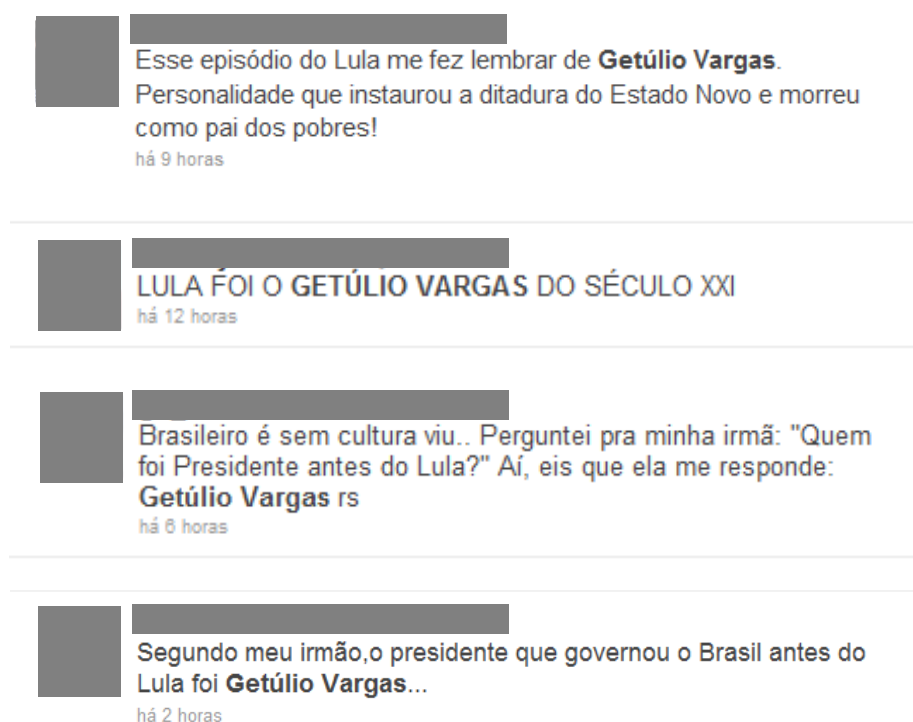 Esse episódio do Lula me fez lembrar de Getúlio Vargas.
Personalidade que instaurou a ditadura do Estado Novo e morreu
como pai dos pobres!
há 9 horas
LULA FOI O GETÚLIO VARGAS DO SÉCULO XXI
há 12 horas
Brasileiro é sem cultura viu.. Perguntei pra minha irmã: "Quem
foi Presidente antes do Lula?" Aí, eis que ela me responde:
Getúlio Vargas rs
há 6 horas
Segundo meu irmão,o presidente que governou o Brasil antes do
Lula foi Getúlio Vargas...
há 2 horas